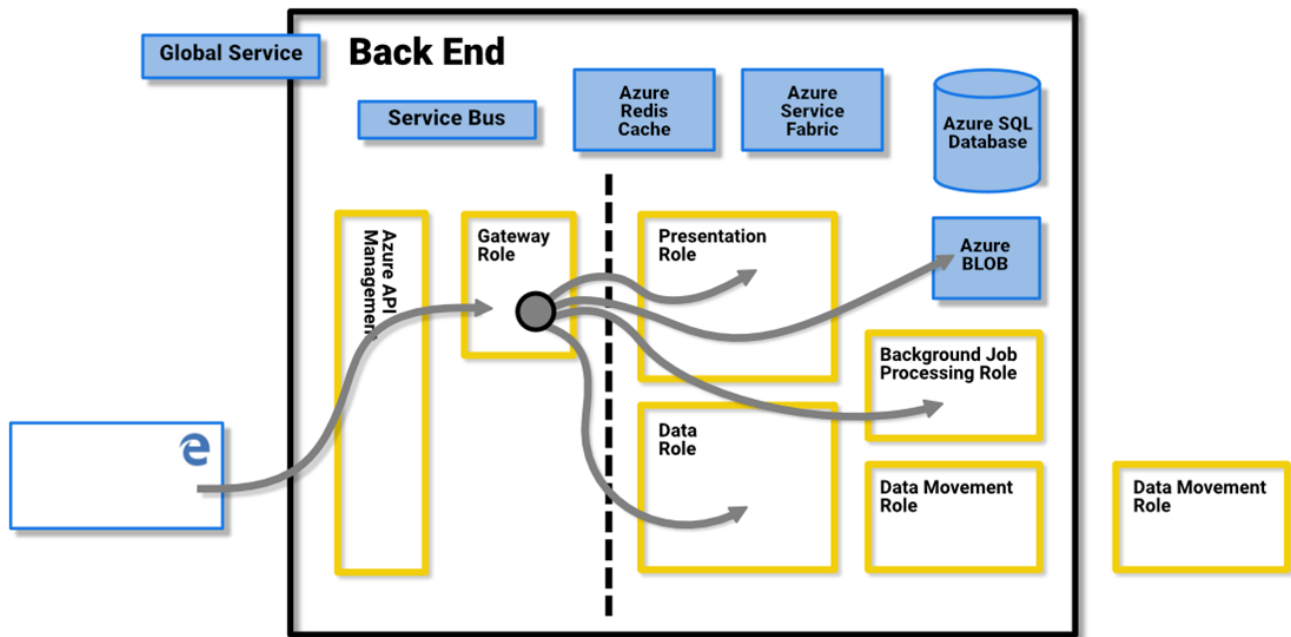 Global Service
Back End
Service Bus
Azure
Redis
Cache
Azure
Service
Fabric
Azure SQL
Database
Azure API
Management
Gateway
Role
Presentation
Role
Azure
BLOB
Background Job
Processing Role
Data
Role
Data Movement
Role
Data Movement
Role